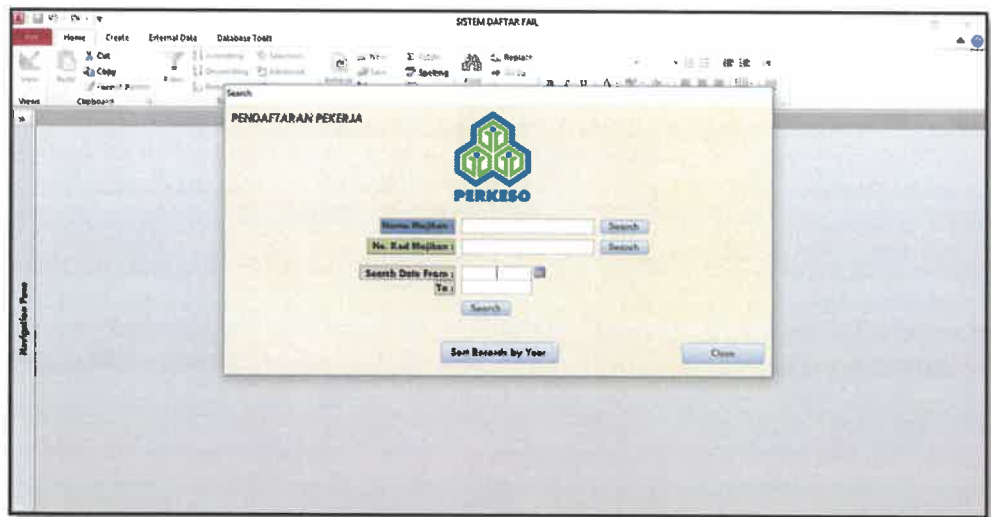 SISTEM DAFTAR FAIL
Home Create External Data Database Tools
Cut
Copy
Replace
Spelling
Views Clipboard
Search
PENDAFTARAN PEKERJA
PERKESO
Nama Majikan :
Search
No. Kad Majikan :
Search
Search Date From :
To :
Search
Sort Records by Year
Close
Navigation Pane